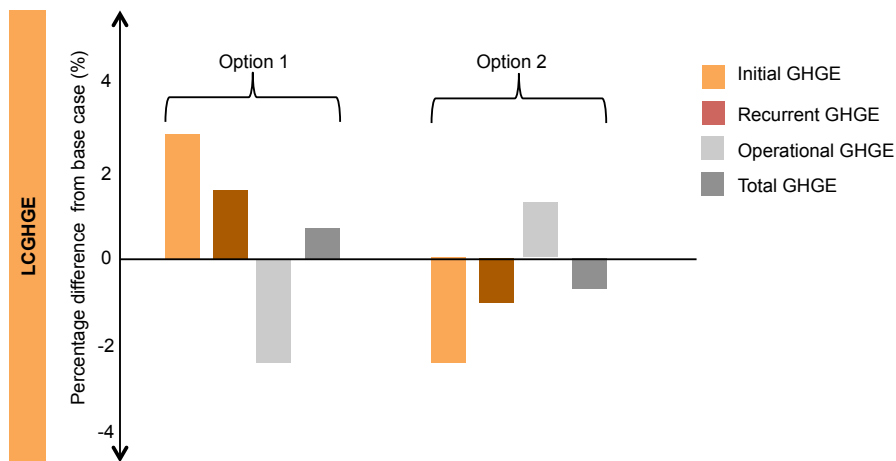 LCGHGE
Percentage difference from base case (%)
4
2
0
-2
-4
Option 1
Option 2
Initial GHGE
Recurrent GHGE
Operational GHGE
Total GHGE